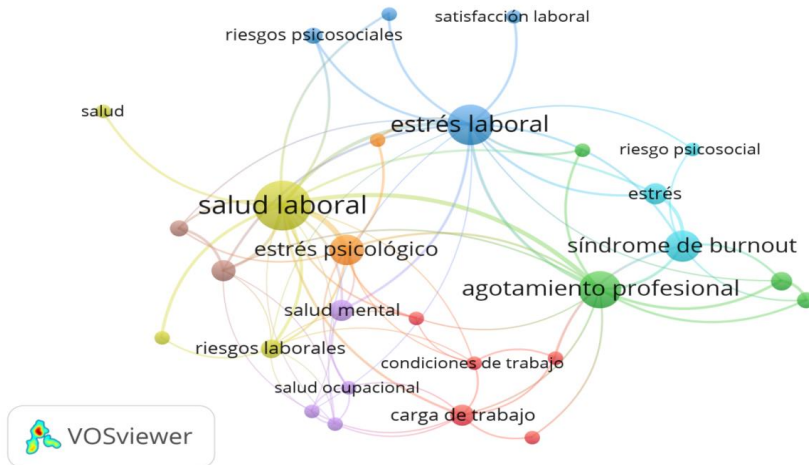 satisfacción laboral
riesgos psicosociales
salud
estrés laboral
riesgo psicosocial
estrés
salud laboral
estrés psicológico
síndrome de burnout
agotamiento profesional
salud mental
riesgos laborales
condiciones de trabajo
salud ocupacional
carga de trabajo
VOSviewer